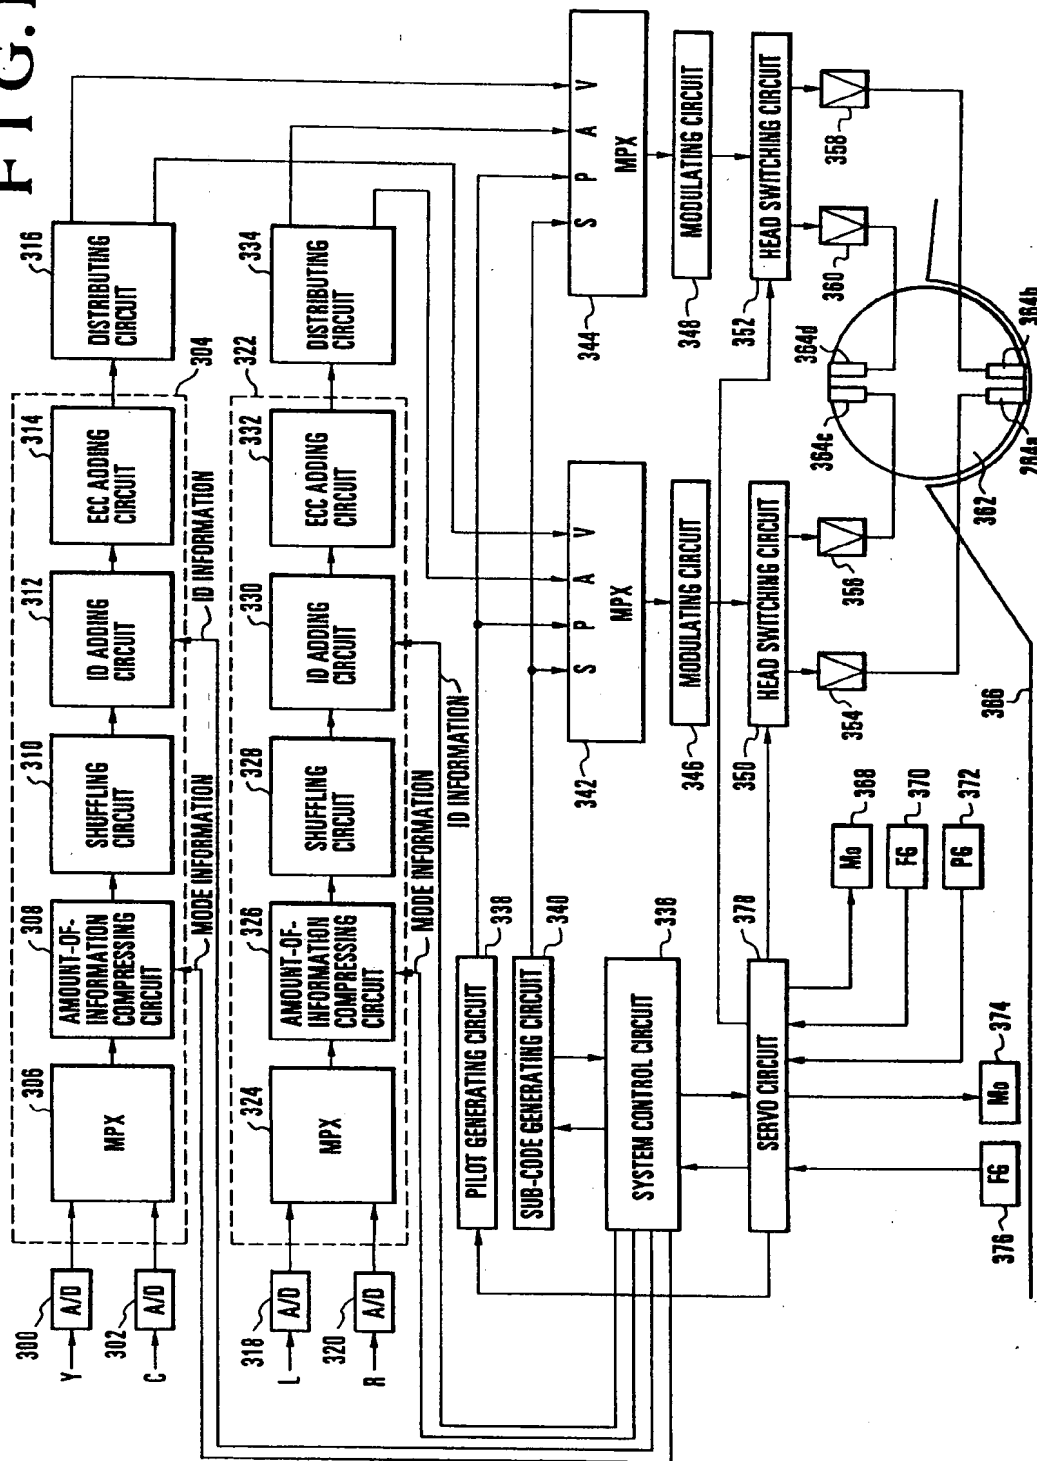 FIG.
Y
300
A/D
C
302
A/D
306
MPX
308
AMOUNT-OF-
INFORMATION
COMPRESSING
CIRCUIT
MODE INFORMATION
310
SHUFFLING
CIRCUIT
312
ID ADDING
CIRCUIT
ID INFORMATION
314
ECC ADDING
CIRCUIT
304
316
DISTRIBUTING
CIRCUIT
L
318
A/D
R
320
A/D
324
MPX
326
AMOUNT-OF-
INFORMATION
COMPRESSING
CIRCUIT
MODE INFORMATION
328
SHUFFLING
CIRCUIT
330
ID ADDING
CIRCUIT
ID INFORMATION
332
ECC ADDING
CIRCUIT
322
334
DISTRIBUTING
CIRCUIT
PILOT GENERATING CIRCUIT
338
SUB-CODE GENERATING CIRCUIT
340
SYSTEM CONTROL CIRCUIT
336
SERVO CIRCUIT
378
S P A V
MPX
342
S P A V
MPX
344
MODULATING CIRCUIT
346
MODULATING CIRCUIT
348
HEAD SWITCHING CIRCUIT
350
HEAD SWITCHING CIRCUIT
352
354
356
360
358
Mo
368
FG
370
PG
372
Mo
374
FG
376
364c
364d
264a
364b
362
366